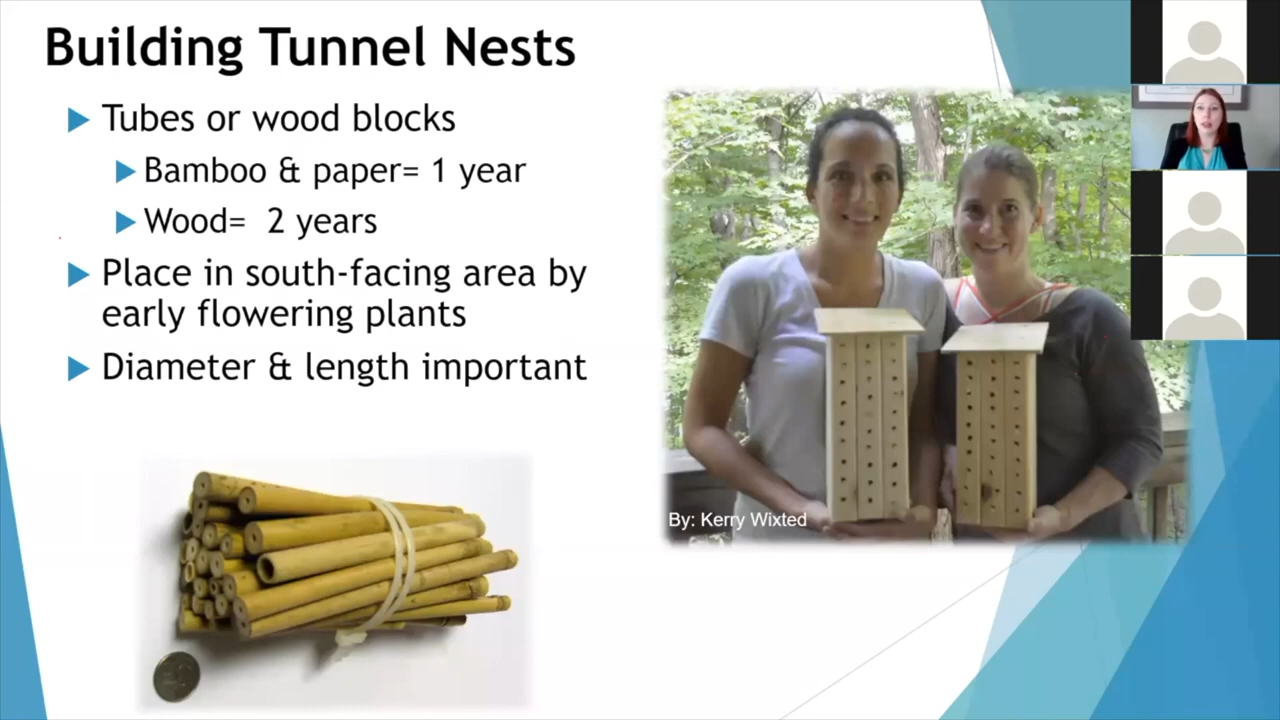 Building Tunnel Nests
Tubes or wood blocks
Bamboo & paper= 1 year
Wood= 2 years
Place in south-facing area by
early flowering plants
Diameter & length important
By: Kerry Wixted